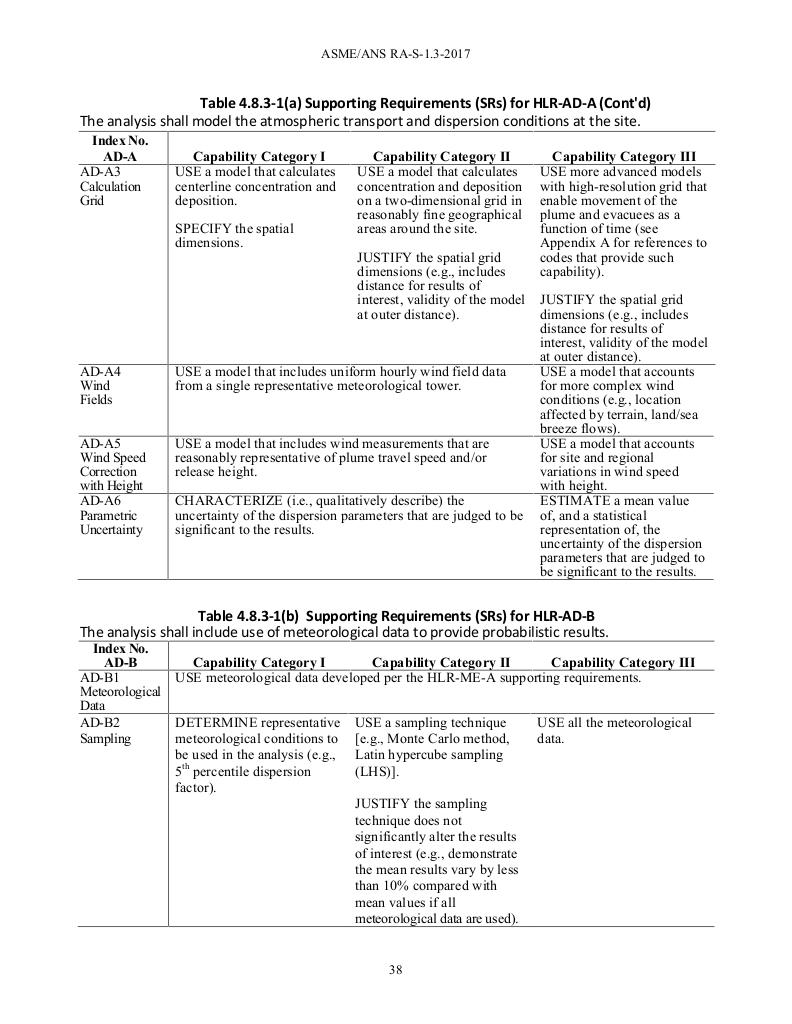 ASME/ANS RA-S-1.3-2017
Table 4.8.3-1(a) Supporting Requirements (SRs) for HLR-AD-A (Cont'd)
The analysis shall model the atmospheric transport and dispersion conditions at the site.
Index No.
AD-A
Capability Category I
Capability Category II
Capability Category III
AD-A3
Calculation
Grid
USE a model that calculates
centerline concentration and
deposition.
SPECIFY the spatial
dimensions.
USE a model that calculates
concentration and deposition
on a two-dimensional grid in
reasonably fine geographical
areas around the site.
JUSTIFY the spatial grid
dimensions (e.g., includes
distance for results of
interest, validity of the model
at outer distance).
USE more advanced models
with high-resolution grid that
enable movement of the
plume and evacuees as a
function of time (see
Appendix A for references to
codes that provide such
capability).
JUSTIFY the spatial grid
dimensions (e.g., includes
distance for results of
interest, validity of the model
at outer distance).
AD-A4
Wind
Fields
USE a model that includes uniform hourly wind field data
from a single representative meteorological tower.
USE a model that accounts
for more complex wind
conditions (e.g., location
affected by terrain, land/sea
breeze flows).
AD-A5
Wind Speed
Correction
with Height
USE a model that includes wind measurements that are
reasonably representative of plume travel speed and/or
release height.
USE a model that accounts
for site and regional
variations in wind speed
with height.
AD-A6
Parametric
Uncertainty
CHARACTERIZE (i.e., qualitatively describe) the
uncertainty of the dispersion parameters that are judged to be
significant to the results.
ESTIMATE a mean value
of, and a statistical
representation of, the
uncertainty of the dispersion
parameters that are judged to
be significant to the results.
Table 4.8.3-1(b) Supporting Requirements (SRs) for HLR-AD-B
The analysis shall include use of meteorological data to provide probabilistic results.
Index No.
AD-B
Capability Category I
Capability Category II
Capability Category III
AD-B1
Meteorological
Data
USE meteorological data developed per the HLR-ME-A supporting requirements.
AD-B2
Sampling
DETERMINE representative
meteorological conditions to
be used in the analysis (e.g.,
5th percentile dispersion
factor).
USE a sampling technique
[e.g., Monte Carlo method,
Latin hypercube sampling
(LHS)].
JUSTIFY the sampling
technique does not
significantly alter the results
of interest (e.g., demonstrate
the mean results vary by less
than 10% compared with
mean values if all
meteorological data are used).
USE all the meteorological
data.
38